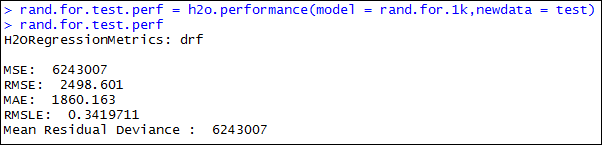 > rand.for.test.perf = h2o.performance(model = rand.for.1k,newdata = test)
> rand.for.test.perf
H2ORegressionMetrics: drf
MSE:  6243007
RMSE:  2498.601
MAE:  1860.163
RMSLE:  0.3419711
Mean Residual Deviance :  6243007